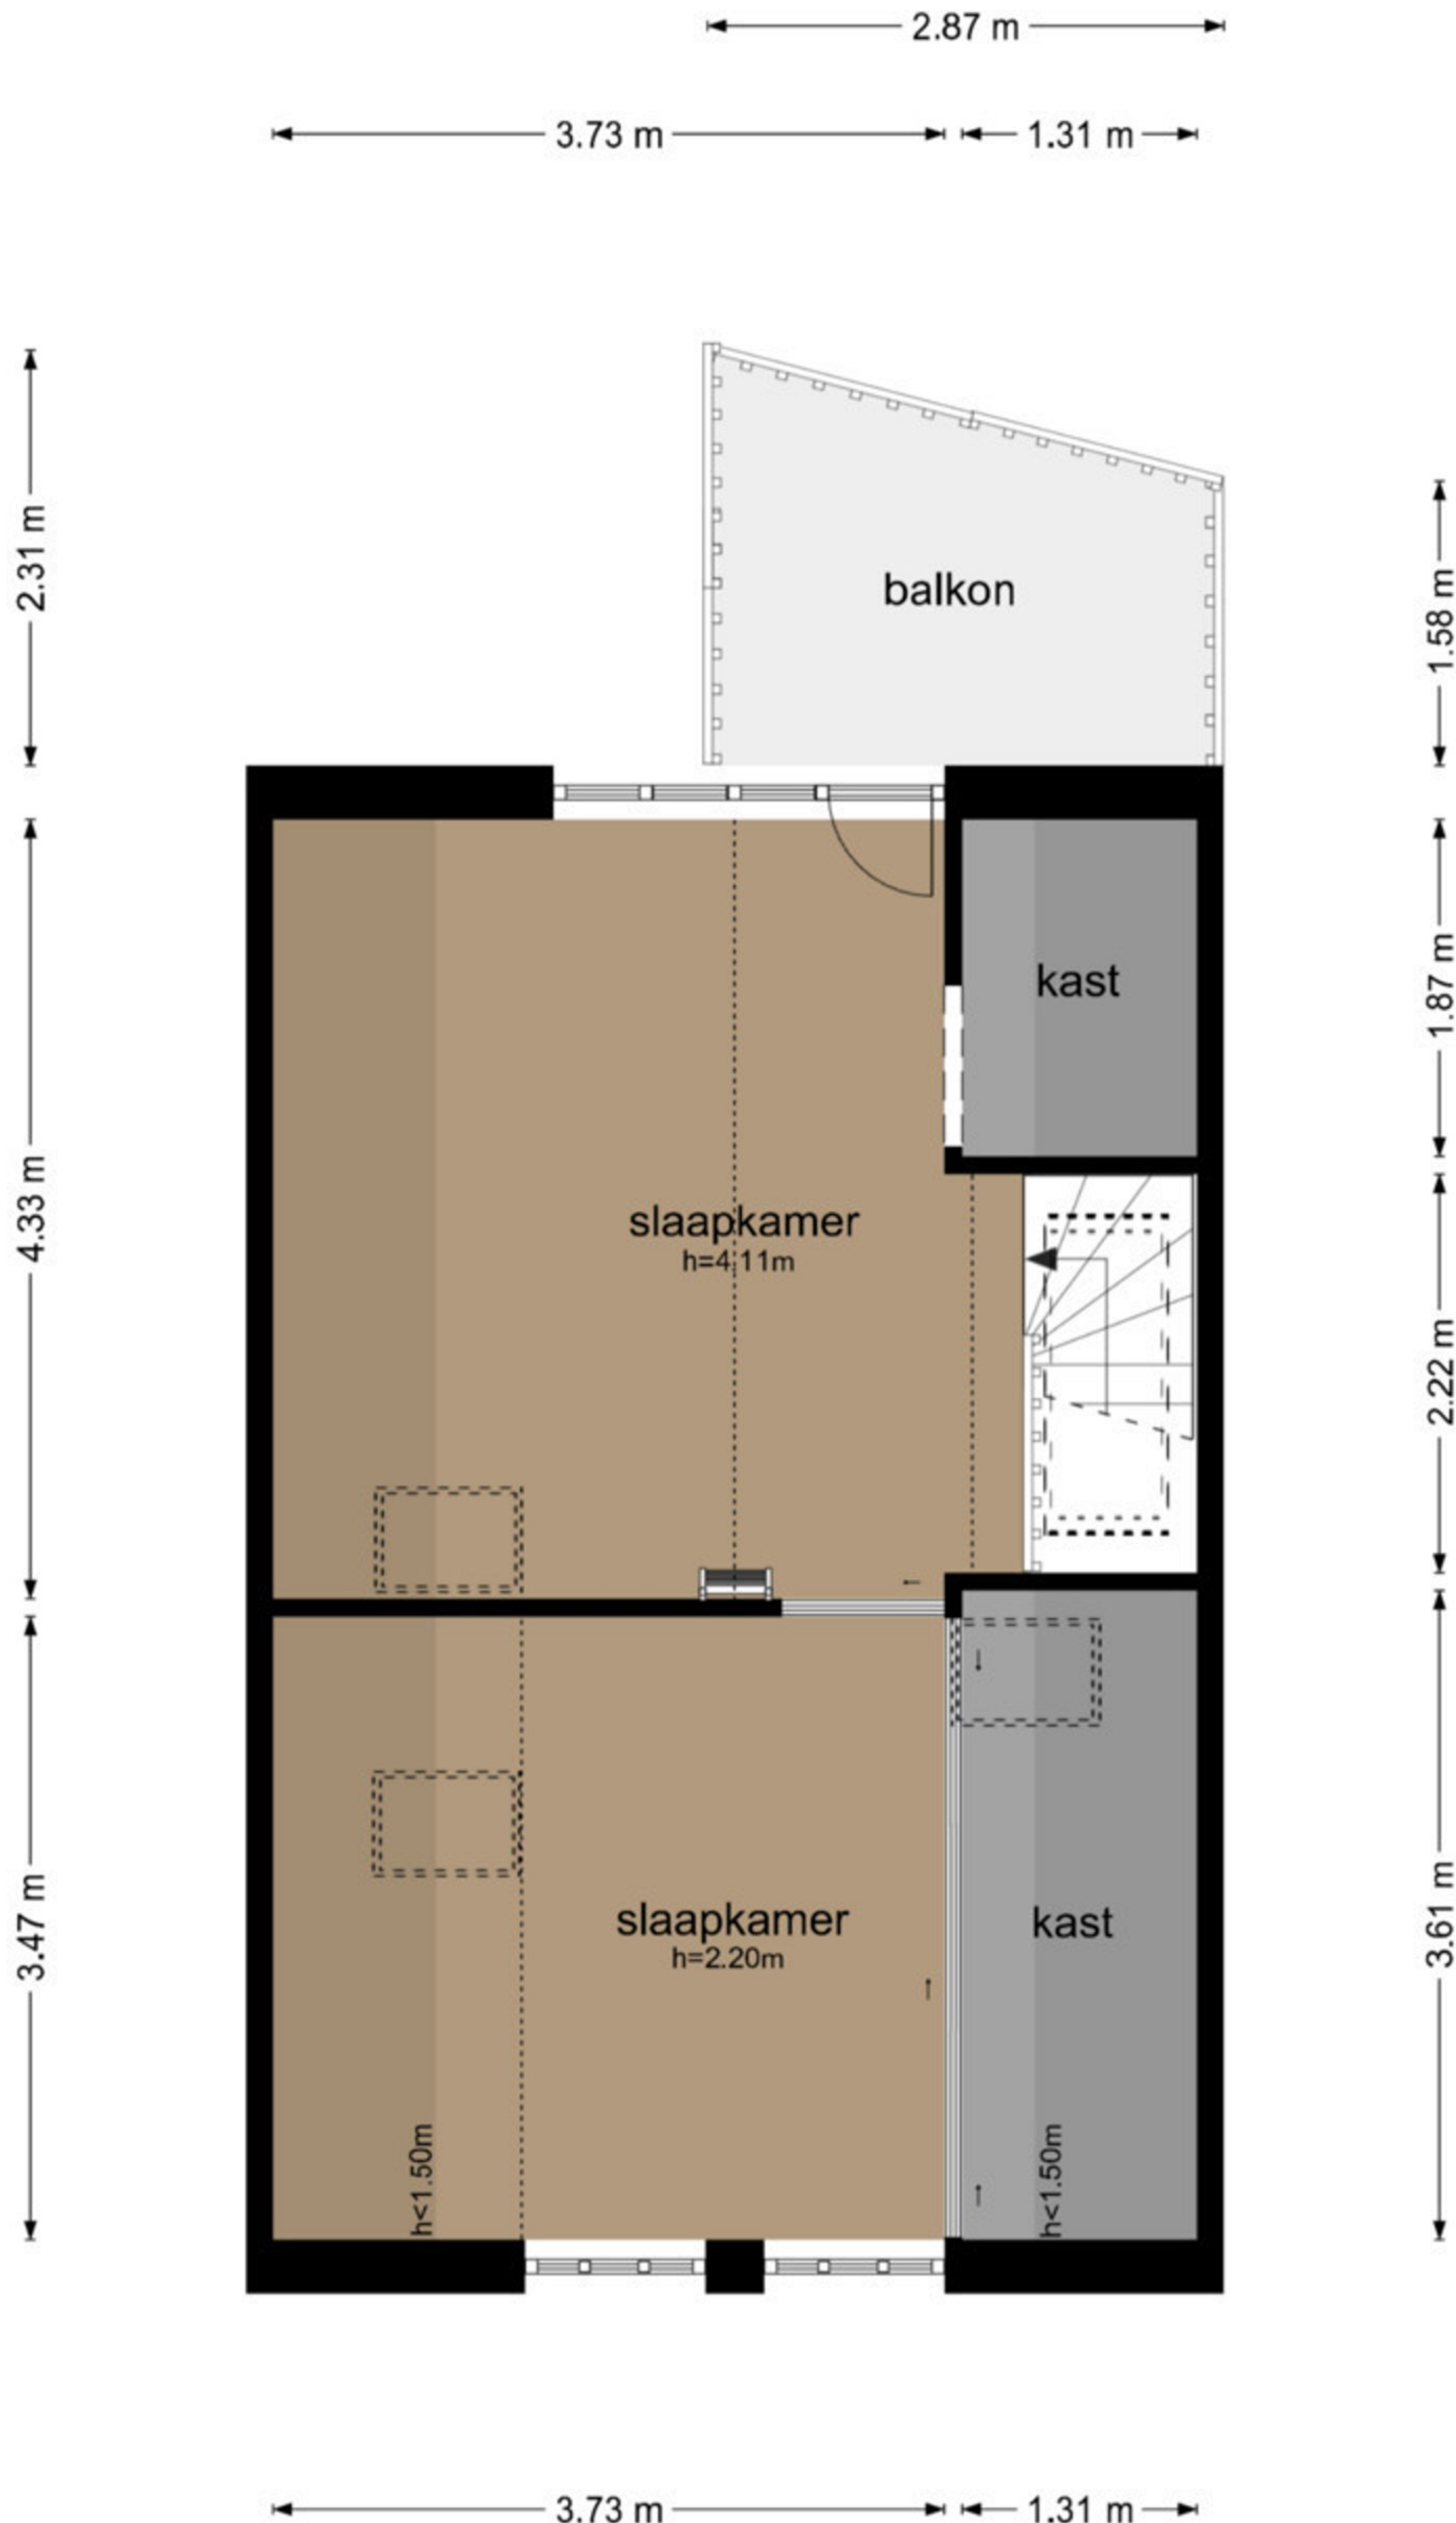 2.87 m
3.73 m
1.31 m
2.31 m
1.58 m
balkon
kast
1.87 m
4.33 m
slaapkamer
h=4.11m
2.22 m
3.47 m
slaapkamer
h=2.20m
kast
3.61 m
h<1.50m
h<1.50m
3.73 m
1.31 m